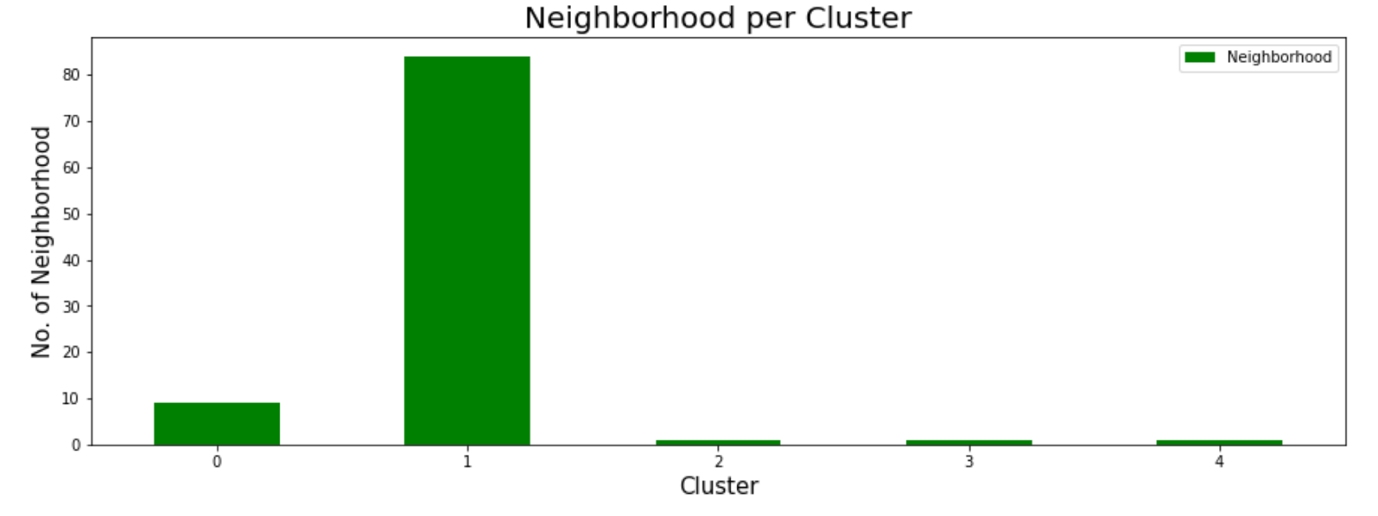 Neighborhood per Cluster
Neighborhood
No. of Neighborhood
80
70
60
50
40
30
20
10
0
0 1 2 3 4
Cluster